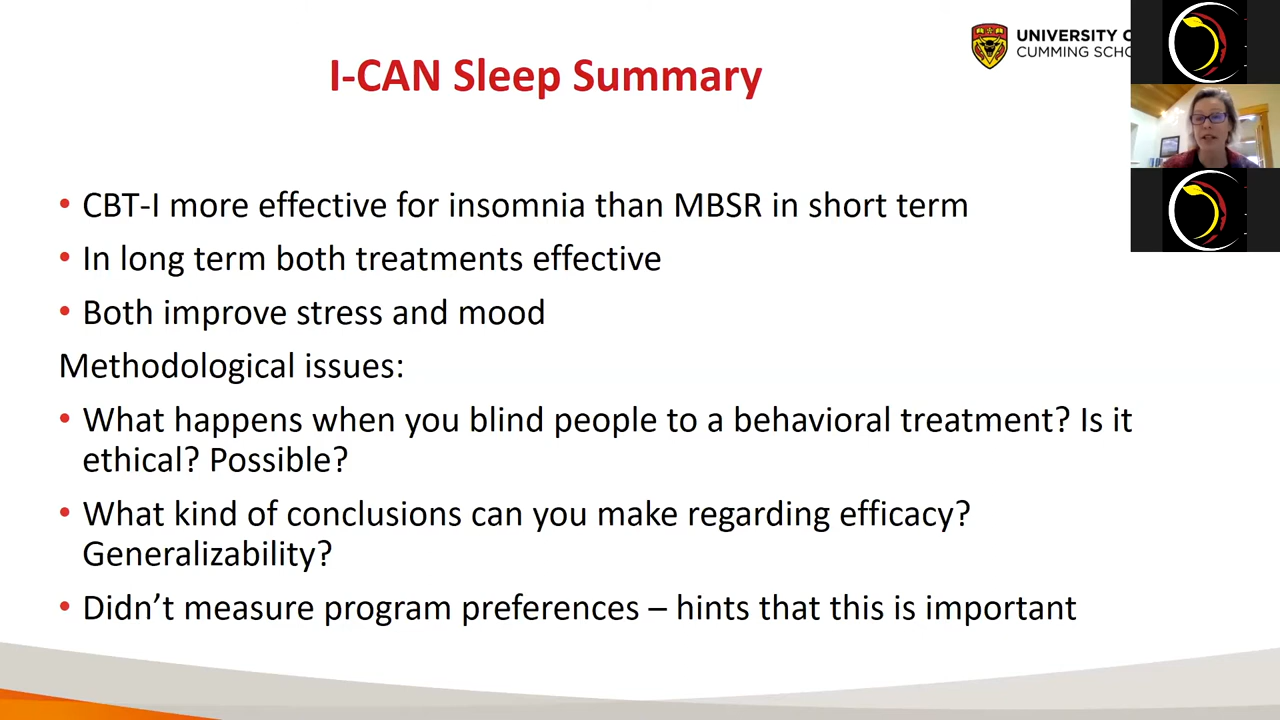 I-CAN Sleep Summary
UNIVERSITY
CUMMING
• CBT-I more effective for insomnia than MBSR in short term
• In long term both treatments effective
• Both improve stress and mood
Methodological issues:
• What happens when you blind people to a behavioral treatment? Is it
ethical? Possible?
• What kind of conclusions can you make regarding efficacy?
Generalizability?
• Didn’t measure program preferences – hints that this is important